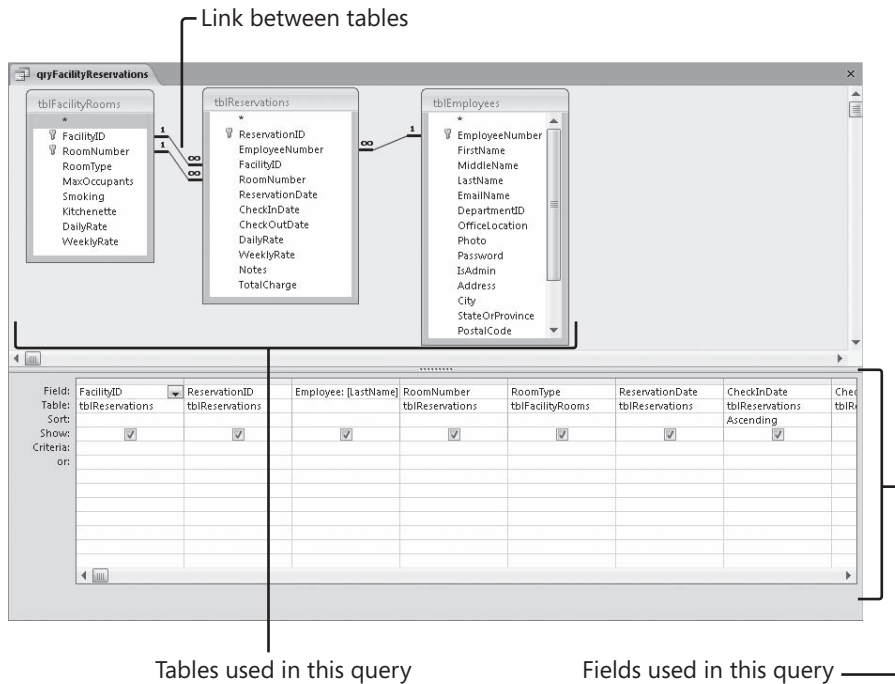 Link between tables
qryFacilityReservations
tblFacilityRooms
*
FacilityID
RoomNumber
RoomType
MaxOccupants
Smoking
Kitchenette
DailyRate
WeeklyRate
1
1
∞
∞
tblReservations
*
ReservationID
EmployeeNumber
FacilityID
RoomNumber
ReservationDate
CheckInDate
CheckOutDate
DailyRate
WeeklyRate
Notes
TotalCharge
∞
1
tblEmployees
*
EmployeeNumber
FirstName
MiddleName
LastName
EmailName
DepartmentID
OfficeLocation
Photo
Password
IsAdmin
Address
City
StateOrProvince
PostalCode
Field: FacilityID ReservationID Employee: [LastName] RoomNumber RoomType ReservationDate CheckInDate Chec
Table: tblReservations tblReservations tblReservations tblFacilityRooms tblReservations tblReservations tblRe
Sort: Ascending
Show:
Criteria:
or:
Tables used in this query
Fields used in this query